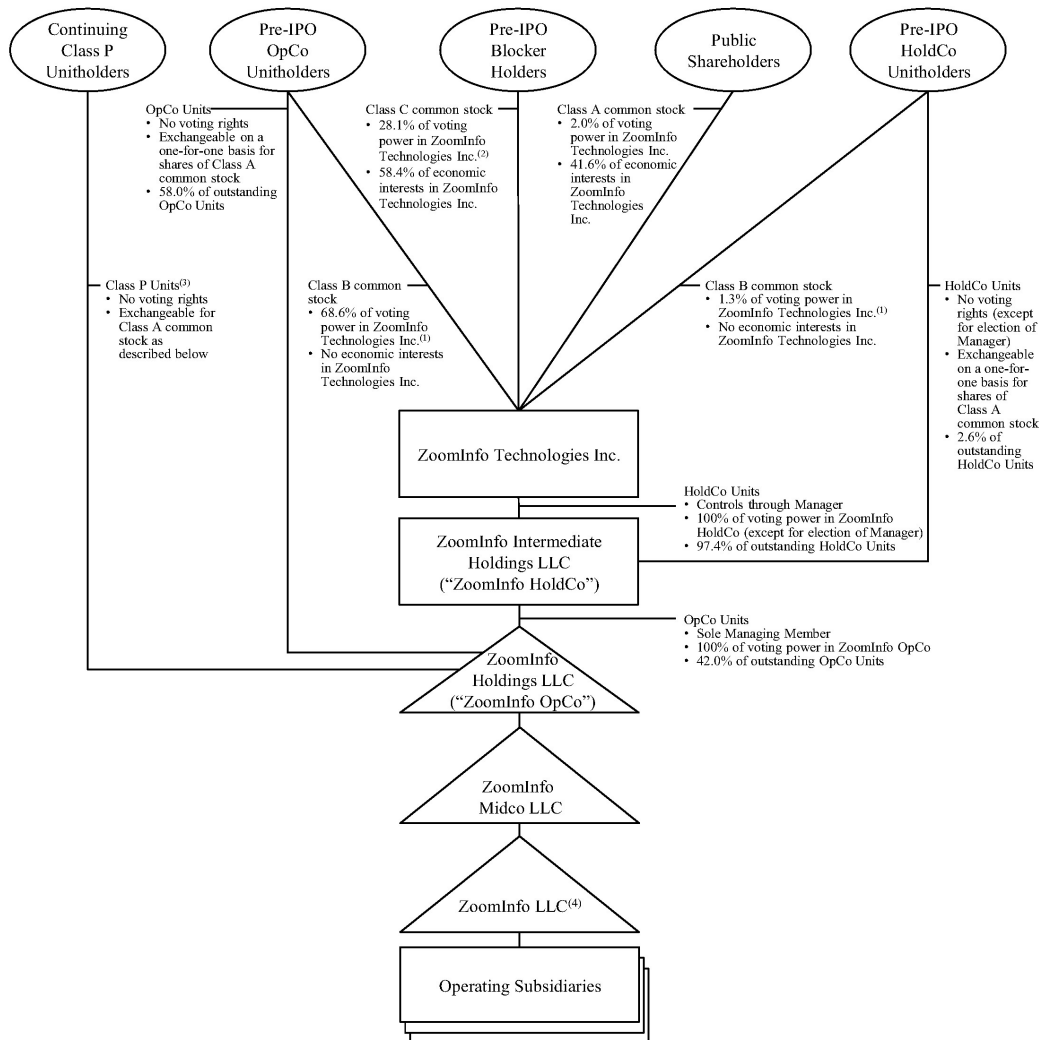 Continuing
Class P
Unitholders
Pre-IPO
OpCo
Unitholders
Pre-IPO
Blocker
Holders
Public
Shareholders
Pre-IPO
HoldCo
Unitholders
OpCo Units
• No voting rights
• Exchangeable on a
one-for-one basis for
shares of Class A
common stock
• 58.0% of outstanding
OpCo Units
Class C common stock
• 28.1% of voting
power in ZoomInfo
Technologies Inc.(2)
• 58.4% of economic
interests in ZoomInfo
Technologies Inc.
Class A common stock
• 2.0% of voting
power in ZoomInfo
Technologies Inc.
• 41.6% of economic
interests in
ZoomInfo
Technologies
Inc.
Class P Units(3)
• No voting rights
• Exchangeable for
Class A common
stock as
described below
Class B common
stock
• 68.6% of voting
power in ZoomInfo
Technologies Inc.(1)
• No economic interests
in ZoomInfo
Technologies Inc.
Class B common stock
• 1.3% of voting power in
ZoomInfo Technologies Inc.(1)
• No economic interests in
ZoomInfo Technologies Inc.
HoldCo Units
• No voting
rights (except
for election of
Manager)
• Exchangeable
on a one-for-
one basis for
shares of
Class A
common stock
• 2.6% of
outstanding
HoldCo Units
ZoomInfo Technologies Inc.
HoldCo Units
• Controls through Manager
• 100% of voting power in ZoomInfo
HoldCo (except for election of Manager)
• 97.4% of outstanding HoldCo Units
ZoomInfo Intermediate
Holdings LLC
(“ZoomInfo HoldCo”)
OpCo Units
• Sole Managing Member
• 100% of voting power in ZoomInfo OpCo
• 42.0% of outstanding OpCo Units
ZoomInfo
Holdings LLC
(“ZoomInfo OpCo”)
ZoomInfo
Midco LLC
ZoomInfo LLC(4)
Operating Subsidiaries